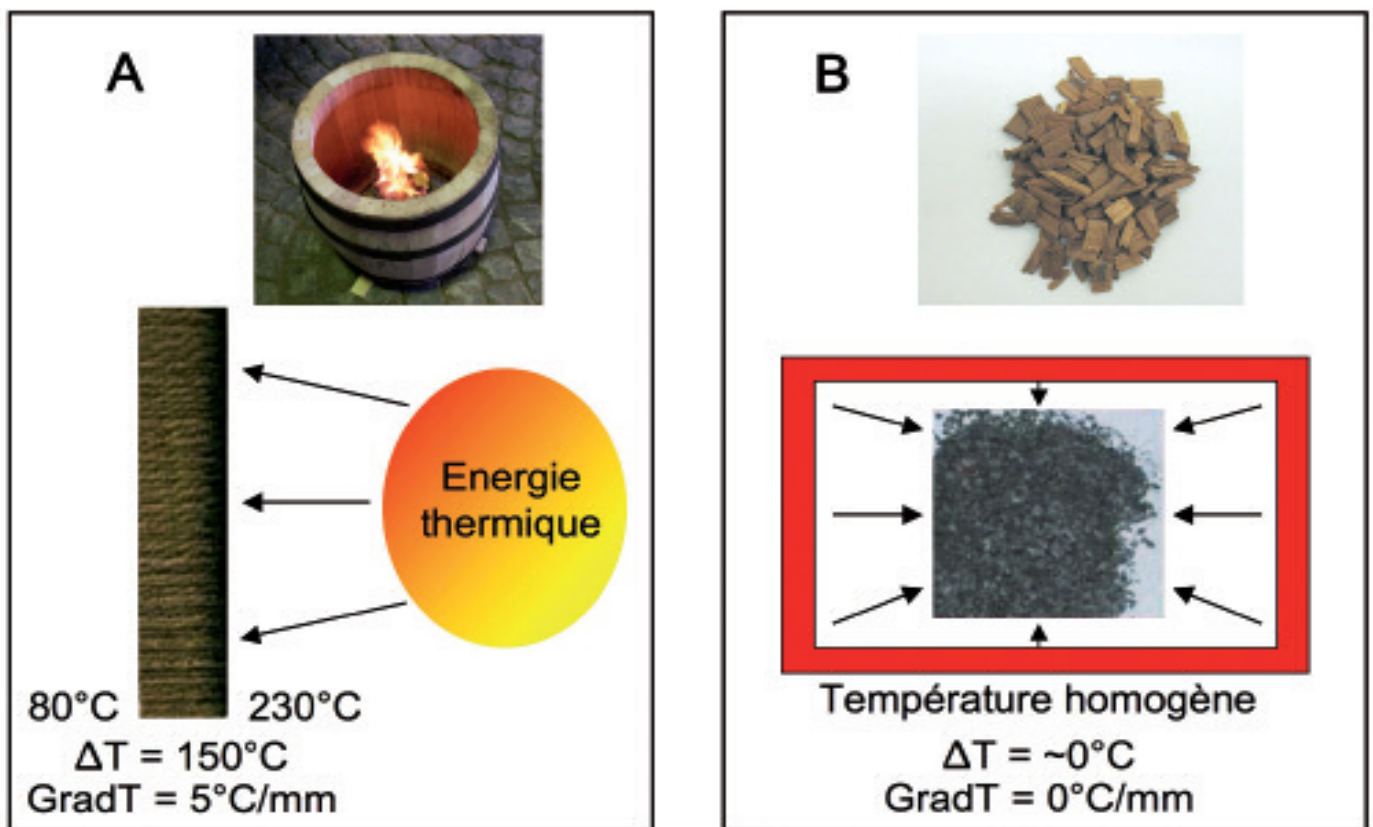 A
Energie
thermique
80°C
230°C
ΔT = 150°C
GradT = 5°C/mm
B
Température homogène
ΔT = ~0°C
GradT = 0°C/mm